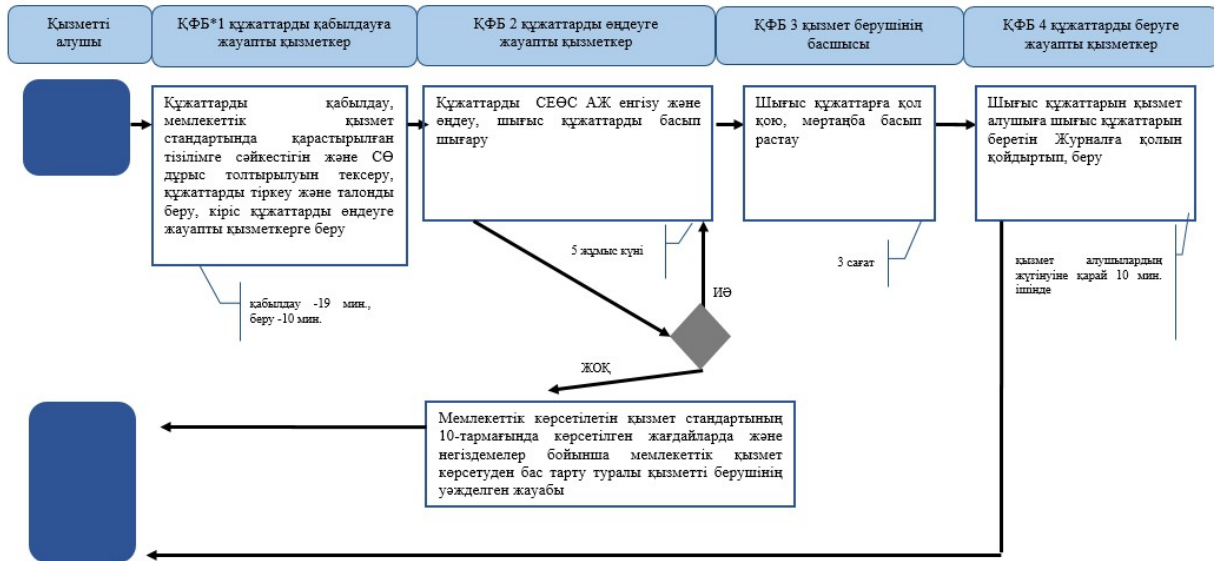 Қызметті
алушы
ҚФБ*1 құжаттарды қабылдауға
жауапты қызметкер
ҚФБ 2 құжаттарды өңдеуге
жауапты қызметкер
ҚФБ 3 қызмет берушінің
басшысы
ҚФБ 4 құжаттарды беруге
жауапты қызметкер
Құжаттарды қабылдау,
мемлекеттік қызмет
стандартында қарастырылған
тізілімге сәйкестігін және СӨ
дұрыс толтырылуын тексеру,
құжаттарды тіркеу және талонды
беру, кіріс құжаттарды өңдеуге
жауапты қызметкерге беру
Құжаттарды СЕӨС АЖ енгізу және
өңдеу, шығыс құжаттарды басып
шығару
Шығыс құжаттарға қол
қою, мөртаңба басып
растау
Шығыс құжаттарын қызмет
алушыға шығыс құжаттарын
беретін Журналға қолын
қойдыртып, беру
қабылдау -19 мин.,
беру -10 мин.
5 жұмыс күні
3 сағат
қызмет алушылардың
жүгінуіне қарай 10 мин.
ішінде
ИӘ
ЖОҚ
Мемлекеттік көрсетілетін қызмет стандартының
10-тармағында көрсетілген жағдайларда және
негіздемелер бойынша мемлекеттік қызмет
көрсетуден бас тарту туралы қызметті берушінің
уәжделген жауабы